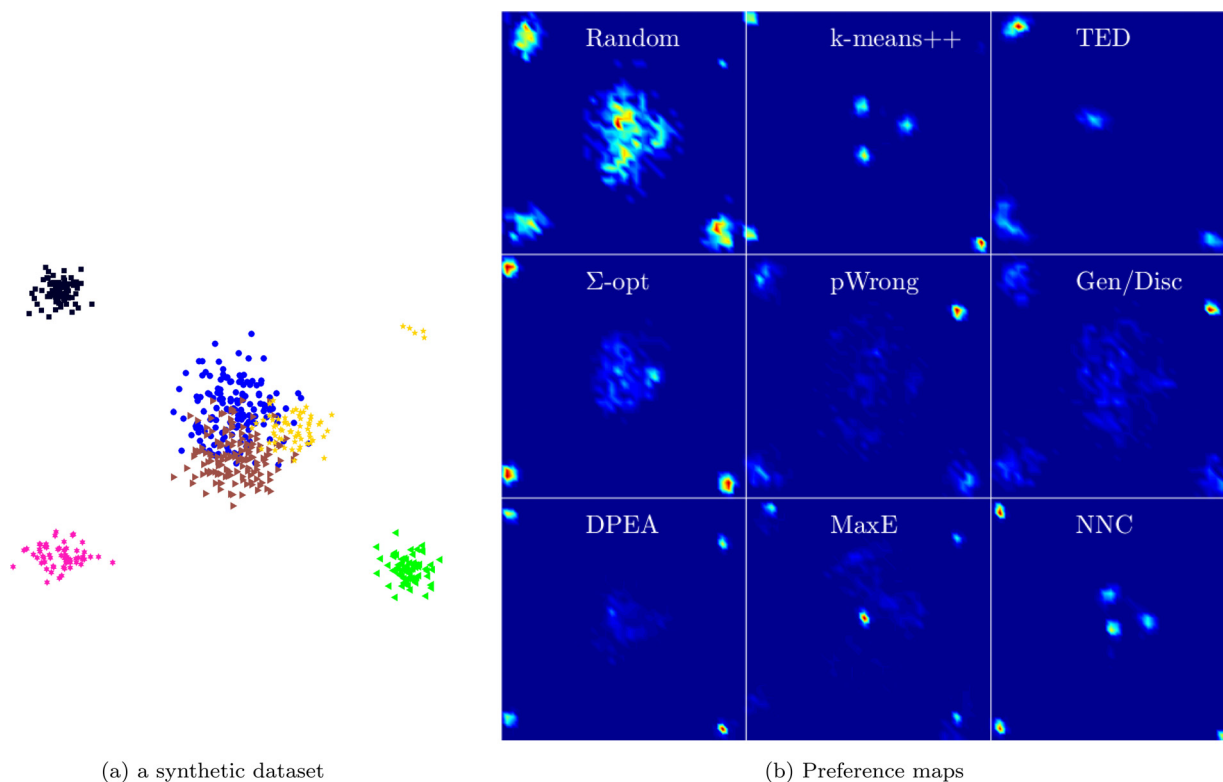 Random k-means++ TED
Σ-opt pWrong Gen/Disc
DPEA MaxE NNC
(a) a synthetic dataset (b) Preference maps